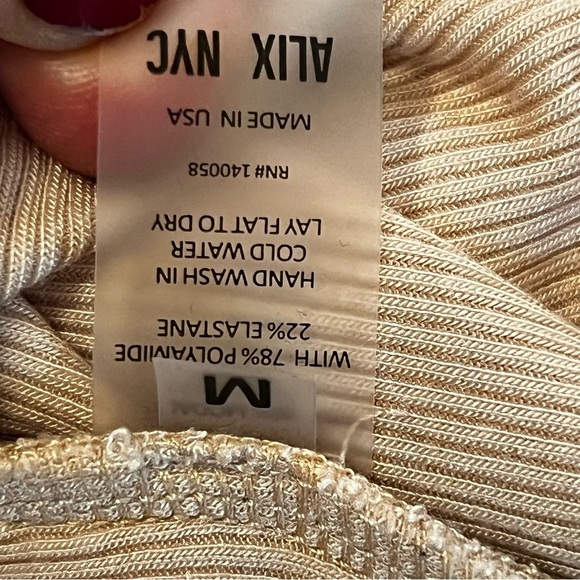 M
WITH 78% POLYAMIDE
22% ELASTANE
HAND WASH IN
COLD WATER
LAY FLAT TO DRY
RN# 140058
MADE IN USA
ALIX NYC